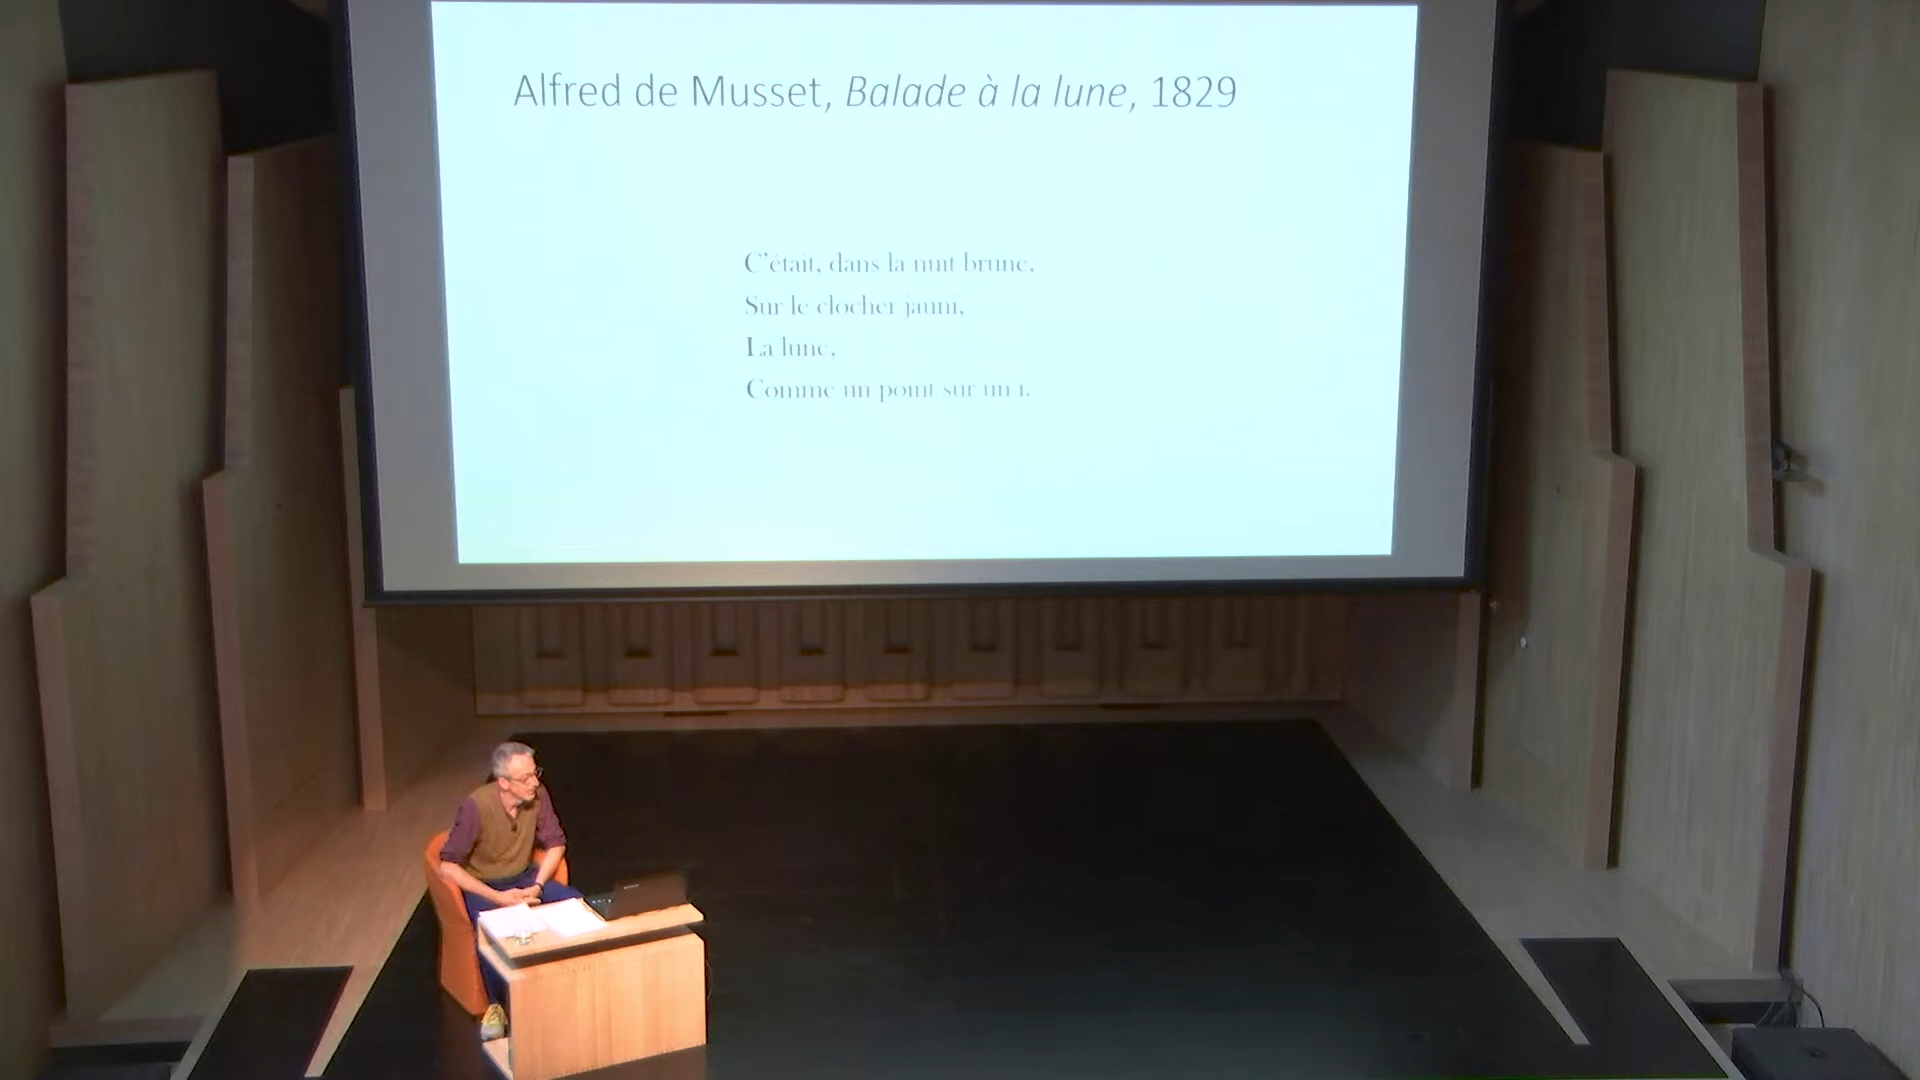 Alfred de Musset, Balade à la lune, 1829
C'était, dans la nuit brune,
Sur le clocher jauni,
La lune,
Comme un point sur un i.